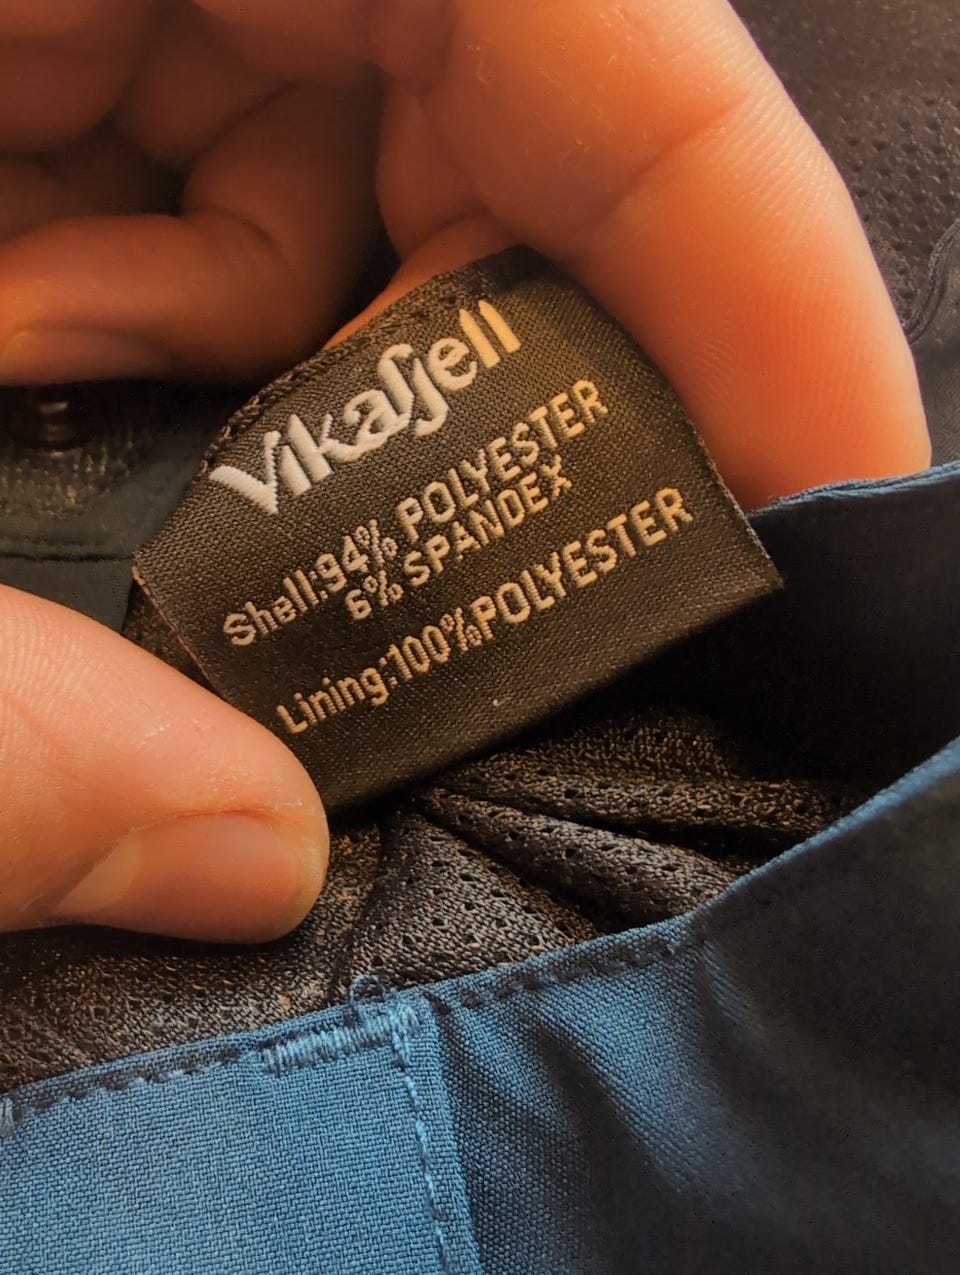 Vikafjell
Shell:94% POLYESTER
6% SPANDEX
Lining:100%POLYESTER